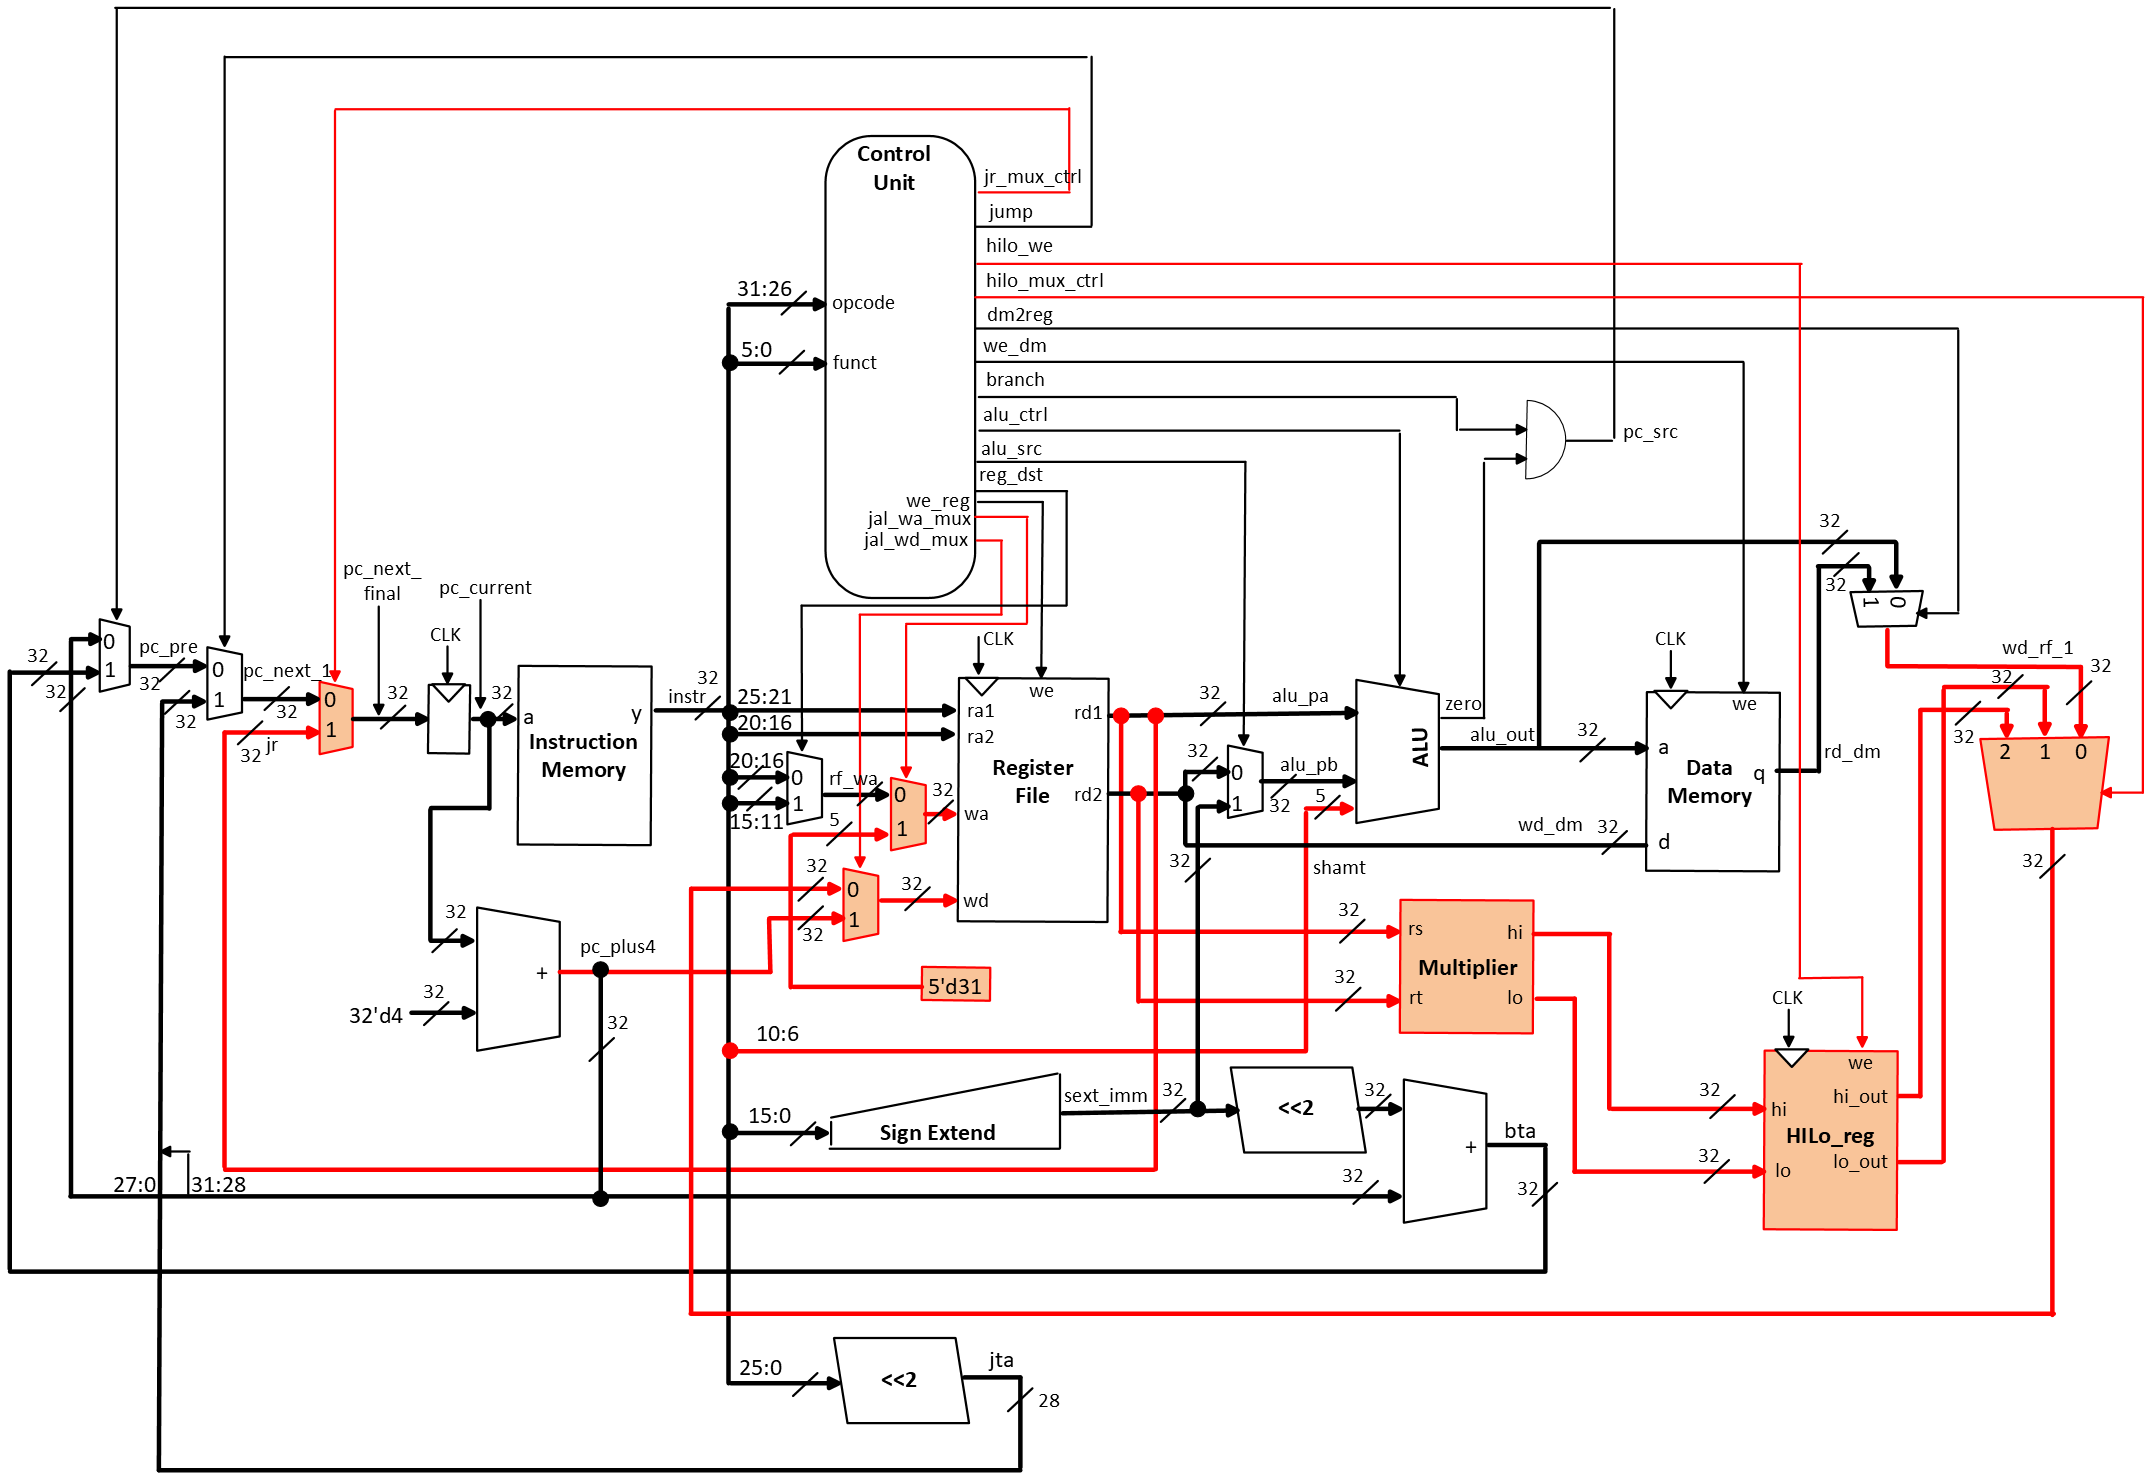 Control
Unit
jr_mux_ctrl
jump
hilo_we
hilo_mux_ctrl
dm2reg
we_dm
branch
alu_ctrl
alu_src
reg_dst
we_reg
jal_wa_mux
jal_wd_mux
31:26
opcode
5:0
funct
pc_src
32
32
1
0
pc_next_
final
pc_current
CLK
0
1
pc_pre
32
32
32
0
1
pc_next_1
32
32
0
1
32
jr
32
32
a
y
Instruction
Memory
32
instr
25:21
20:16
20:16
15:11
0
1
rf_wa
0
1
5
32
32
32
0
1
32
CLK
we
ra1
ra2
rd1
rd2
Register
File
wa
wd
32
alu_pa
32
0
1
alu_pb
32
5
32
ALU
zero
alu_out
32
shamt
wd_dm
32
CLK
we
a
q
d
Data
Memory
rd_dm
wd_rf_1
32
32
32
2
1
0
32
32
32'd4
32
+
pc_plus4
32
5'd31
10:6
32
32
rs
rt
hi
lo
Multiplier
CLK
we
hi
lo
hi_out
lo_out
HILo_reg
32
32
15:0
Sign Extend
sext_imm
32
<<2
32
+
bta
32
32
27:0
31:28
25:0
<<2
jta
28